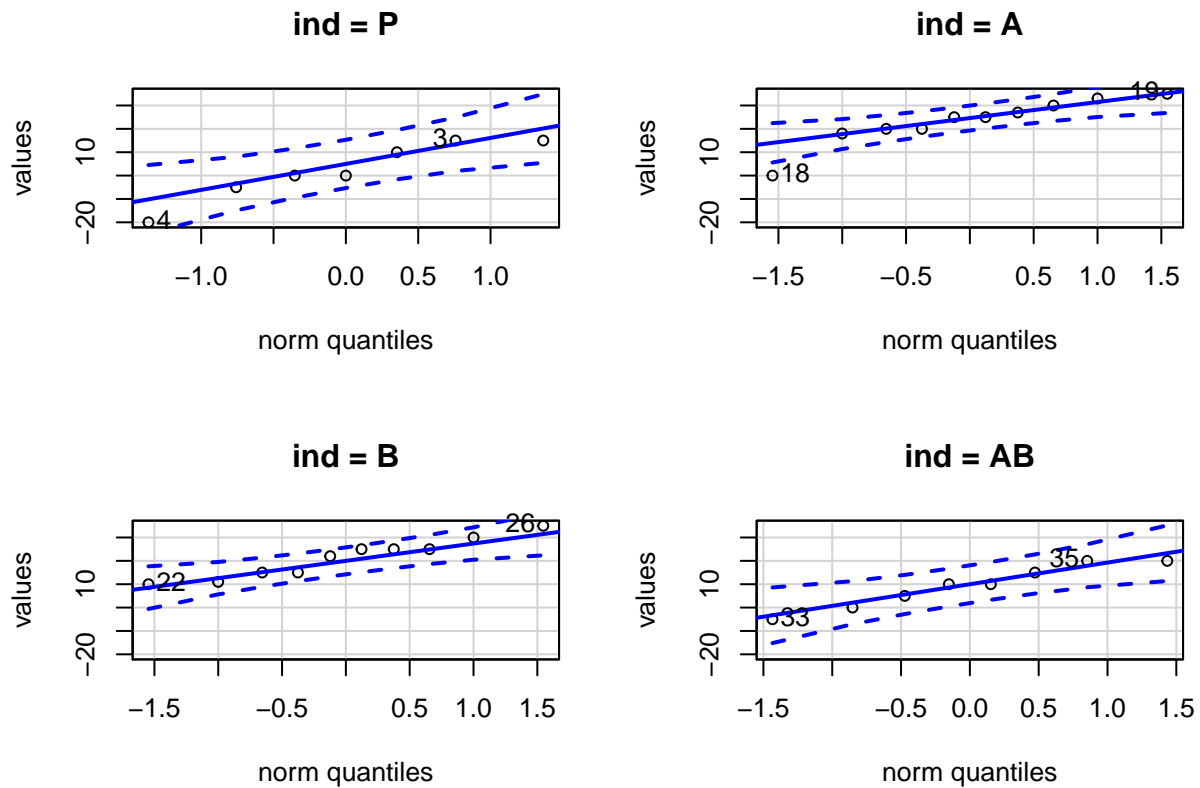 ind = P
values
10
−20
3
4
−1.0 0.0 0.5 1.0
norm quantiles
ind = A
values
10
−20
19
18
−1.5 −0.5 0.5 1.0 1.5
norm quantiles
ind = B
values
10
−20
26
22
−1.5 −0.5 0.5 1.0 1.5
norm quantiles
ind = AB
values
10
−20
35
33
−1.5 −0.5 0.0 0.5 1.0 1.5
norm quantiles